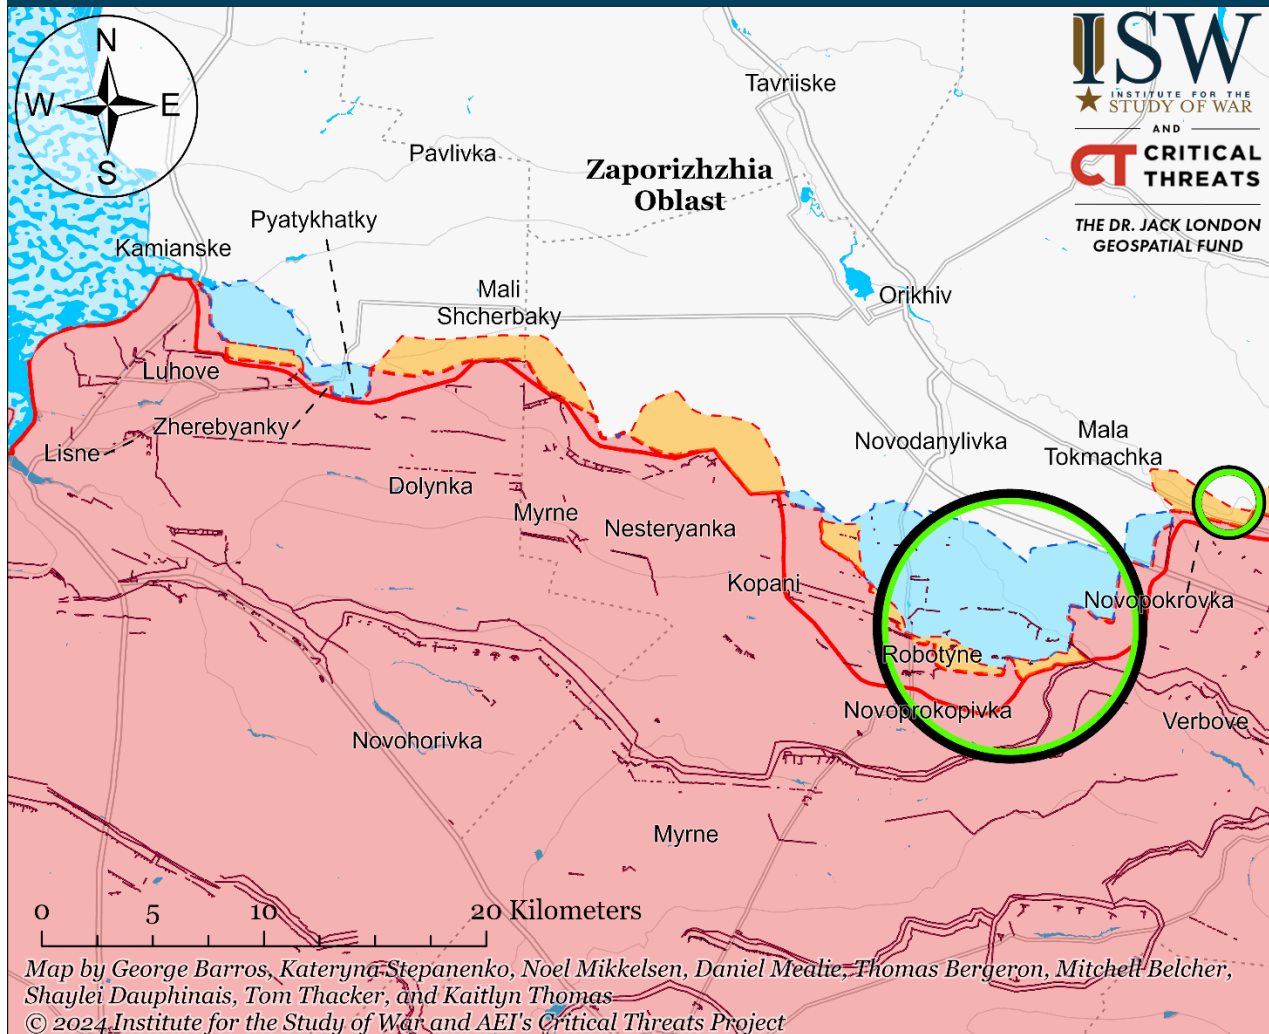 N
W
E
S
ISW
INSTITUTE FOR THE
STUDY OF WAR
AND
CT CRITICAL
THREATS
THE DR. JACK LONDON
GEOSPATIAL FUND
Tavriiske
Pavlivka
Zaporizhzhia
Oblast
Pyatykhatky
Kamianske
Mali
Shcherbaky
Orikhiv
Luhove
Zherebyanky
Lisne
Novodanylivka
Mala
Tokmachka
Dolynka
Myrne
Nesteryanka
Kopani
Novopokrovka
Robotyne
Novoprokopivka
Verbove
Novohorivka
Myrne
0 5 10 20 Kilometers
Map by George Barros, Kateryna Stepanenko, Noel Mikkelsen, Daniel Mealie, Thomas Bergeron, Mitchell Belcher,
Shaylei Dauphinais, Tom Thacker, and Kaitlyn Thomas
© 2024 Institute for the Study of War and AEI's Critical Threats Project